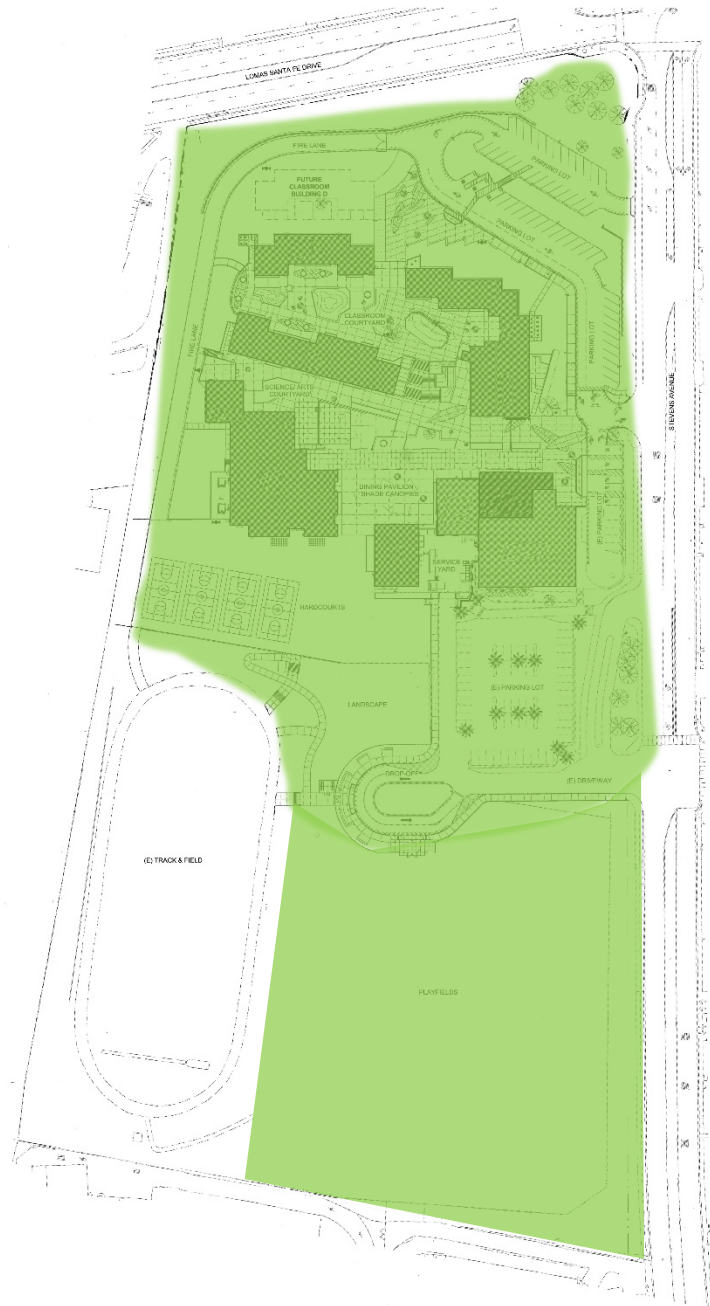 LOMAS SANTA FE DRIVE
FIRE LANE
PARKING LOT
FUTURE
CLASSROOM
BUILDING D
PARKING LOT
CLASSROOM
COURTYARD
FIRE LANE
PARKING LOT
SCIENCE/ARTS
COURTYARD
STEVENS AVENUE
DINING PAVILION
SHADE CANOPIES
(E) PARKING LOT
SERVICE
YARD
HARDCOURTS
(E) PARKING LOT
LANDSCAPE
DROP-OFF
(E) DRIVEWAY
(E) TRACK & FIELD
PLAYFIELDS